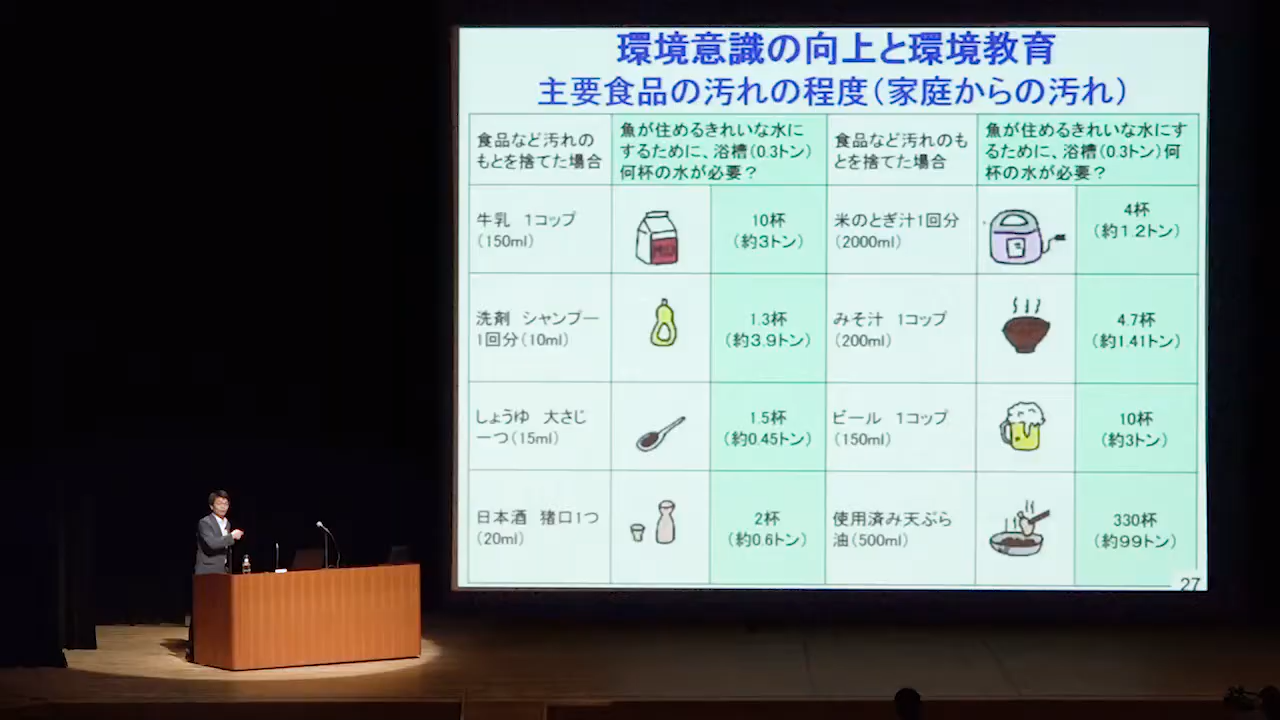 環境意識の向上と環境教育
主要食品の汚れの程度（家庭からの汚れ）
食品など汚れの
もとを捨てた場合
魚が住めるきれいな水に
するために、浴槽（0.3トン）
何杯の水が必要？
食品など汚れのも
とを捨てた場合
魚が住めるきれいな水にす
るために、浴槽（0.3トン）何
杯の水が必要？
牛乳　1コップ
（150ml）
MILK
10杯
（約3トン）
米のとぎ汁1回分
（2000ml）
4杯
（約1.2トン）
洗剤　シャンプー
1回分（10ml）
1.3杯
（約3.9トン）
みそ汁　1コップ
（200ml）
4.7杯
（約1.41トン）
しょうゆ　大さじ
一つ（15ml）
1.5杯
（約0.45トン）
ビール　1コップ
（150ml）
10杯
（約3トン）
日本酒　猪口1つ
（20ml）
2杯
（約0.6トン）
使用済み天ぷら
油（500ml）
330杯
（約99トン）
27